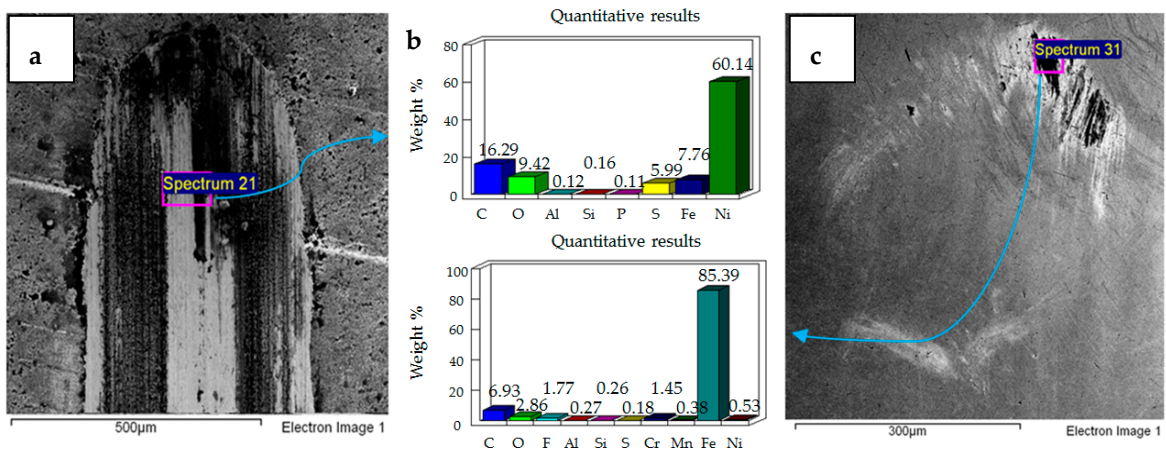 a
Spectrum 21
500µm
Electron Image 1
b
Quantitative results
Weight %
80
60
40
20
0
16.29
9.42
0.12
0.16
0.11
5.99
7.76
60.14
C O Al Si P S Fe Ni
Quantitative results
Weight %
100
80
60
40
20
0
6.93
2.86
1.77
0.27
0.26
0.18
1.45
0.38
85.39
0.53
C O F Al Si S Cr Mn Fe Ni
c
Spectrum 31
300µm
Electron Image 1